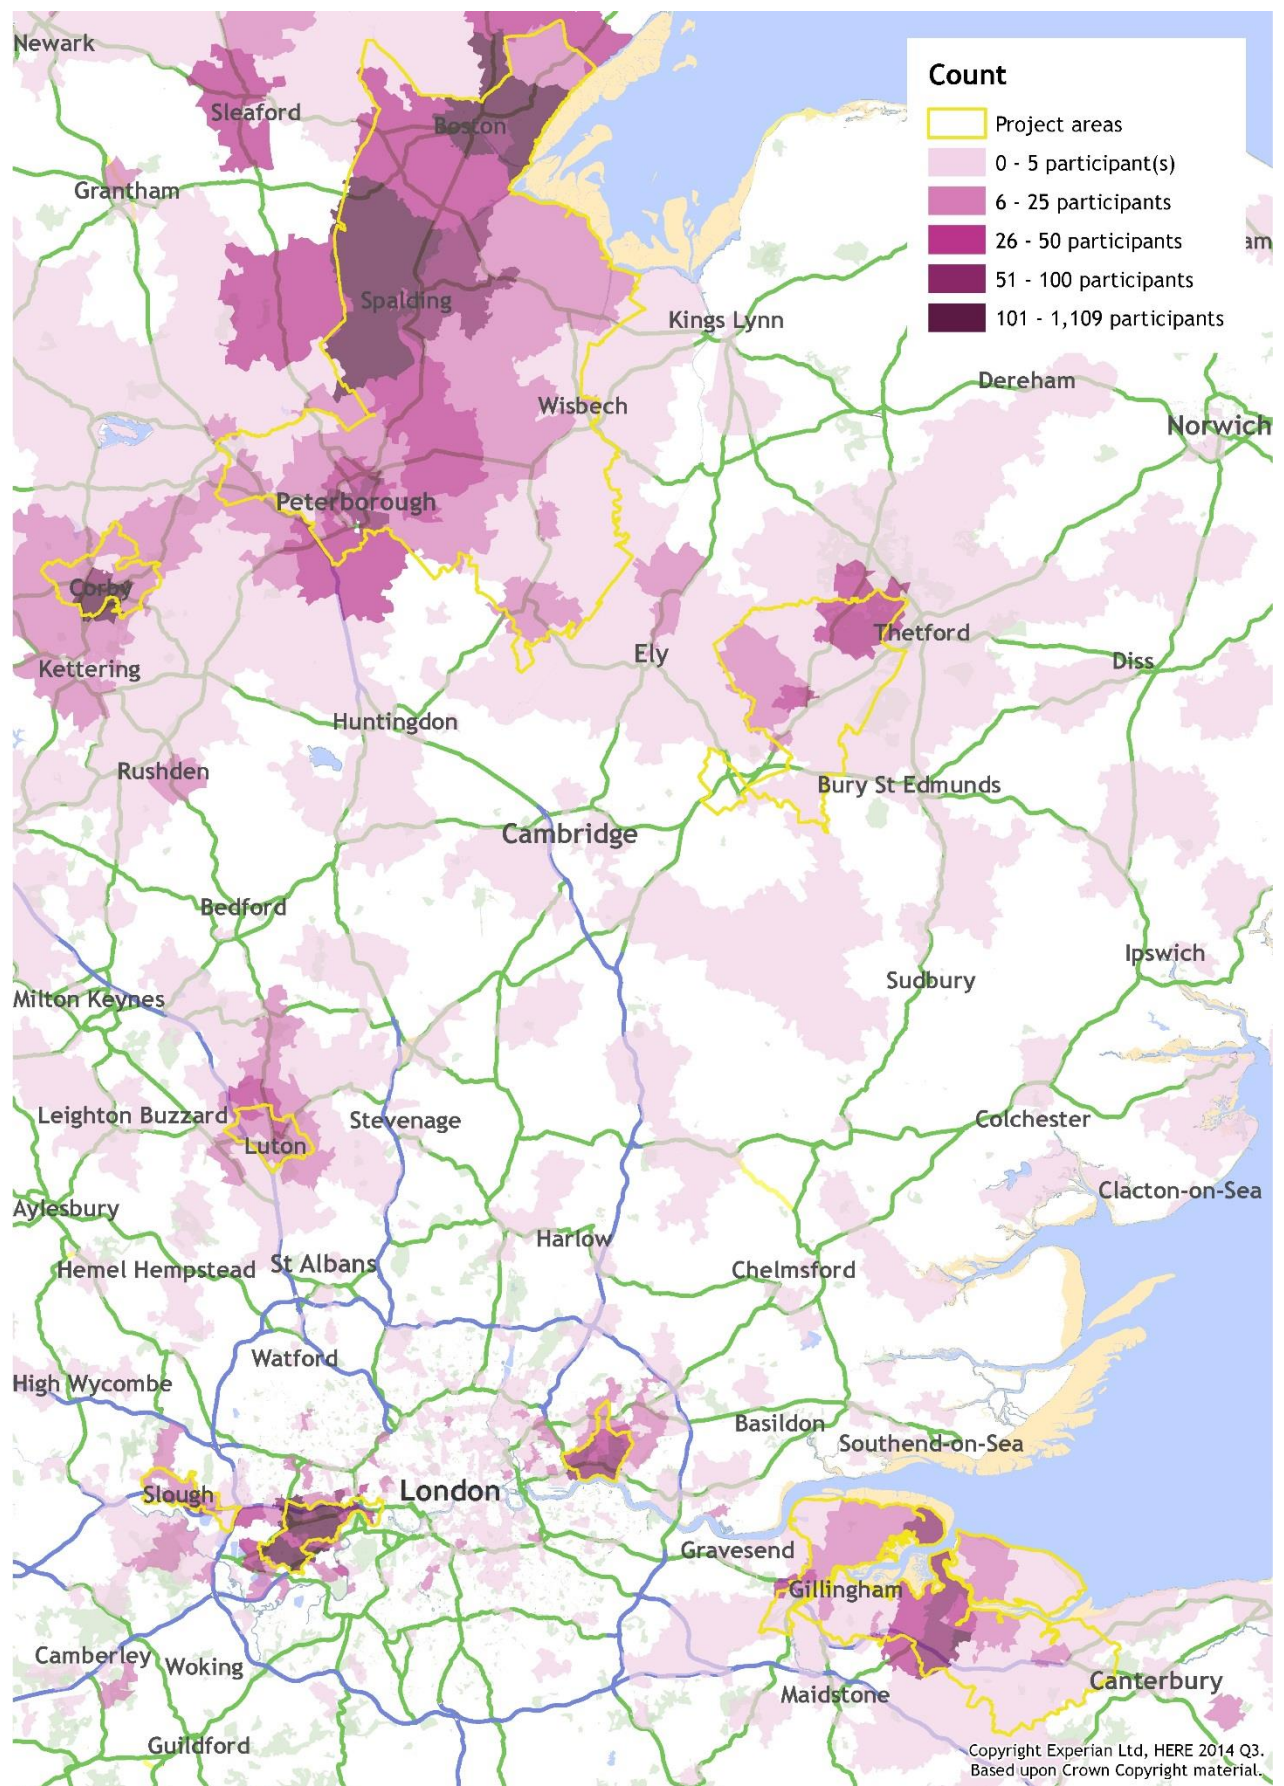 Newark
Count
Project areas
0 - 5 participant(s)
6 - 25 participants
26 - 50 participants
51 - 100 participants
101 - 1,109 participants
Sleaford
Boston
Grantham
am
Spalding
Kings Lynn
Dereham
Wisbech
Norwich
Peterborough
Corby
Thetford
Ely
Diss
Kettering
Huntingdon
Rushden
Bury St Edmunds
Cambridge
Bedford
Ipswich
Sudbury
Milton Keynes
Leighton Buzzard
Stevenage
Colchester
Luton
Clacton-on-Sea
Aylesbury
Harlow
Hemel Hempstead
St Albans
Chelmsford
Watford
High Wycombe
Basildon
Southend-on-Sea
Slough
London
Gravesend
Gillingham
Camberley
Woking
Canterbury
Maidstone
Guildford
Copyright Experian Ltd, HERE 2014 Q3.
Based upon Crown Copyright material.